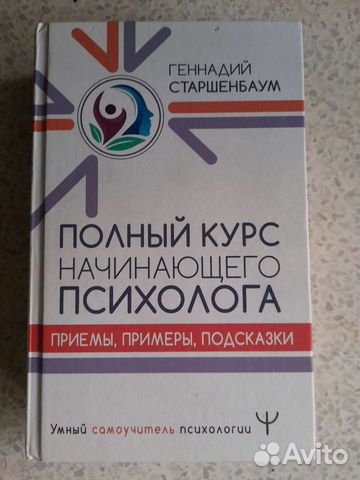 ГЕННАДИЙ
СТАРШЕНБАУМ
ПОЛНЫЙ КУРС
НАЧИНАЮЩЕГО
ПСИХОЛОГА
ПРИЕМЫ, ПРИМЕРЫ, ПОДСКАЗКИ
Умный самоучитель психологии Ψ
Avito